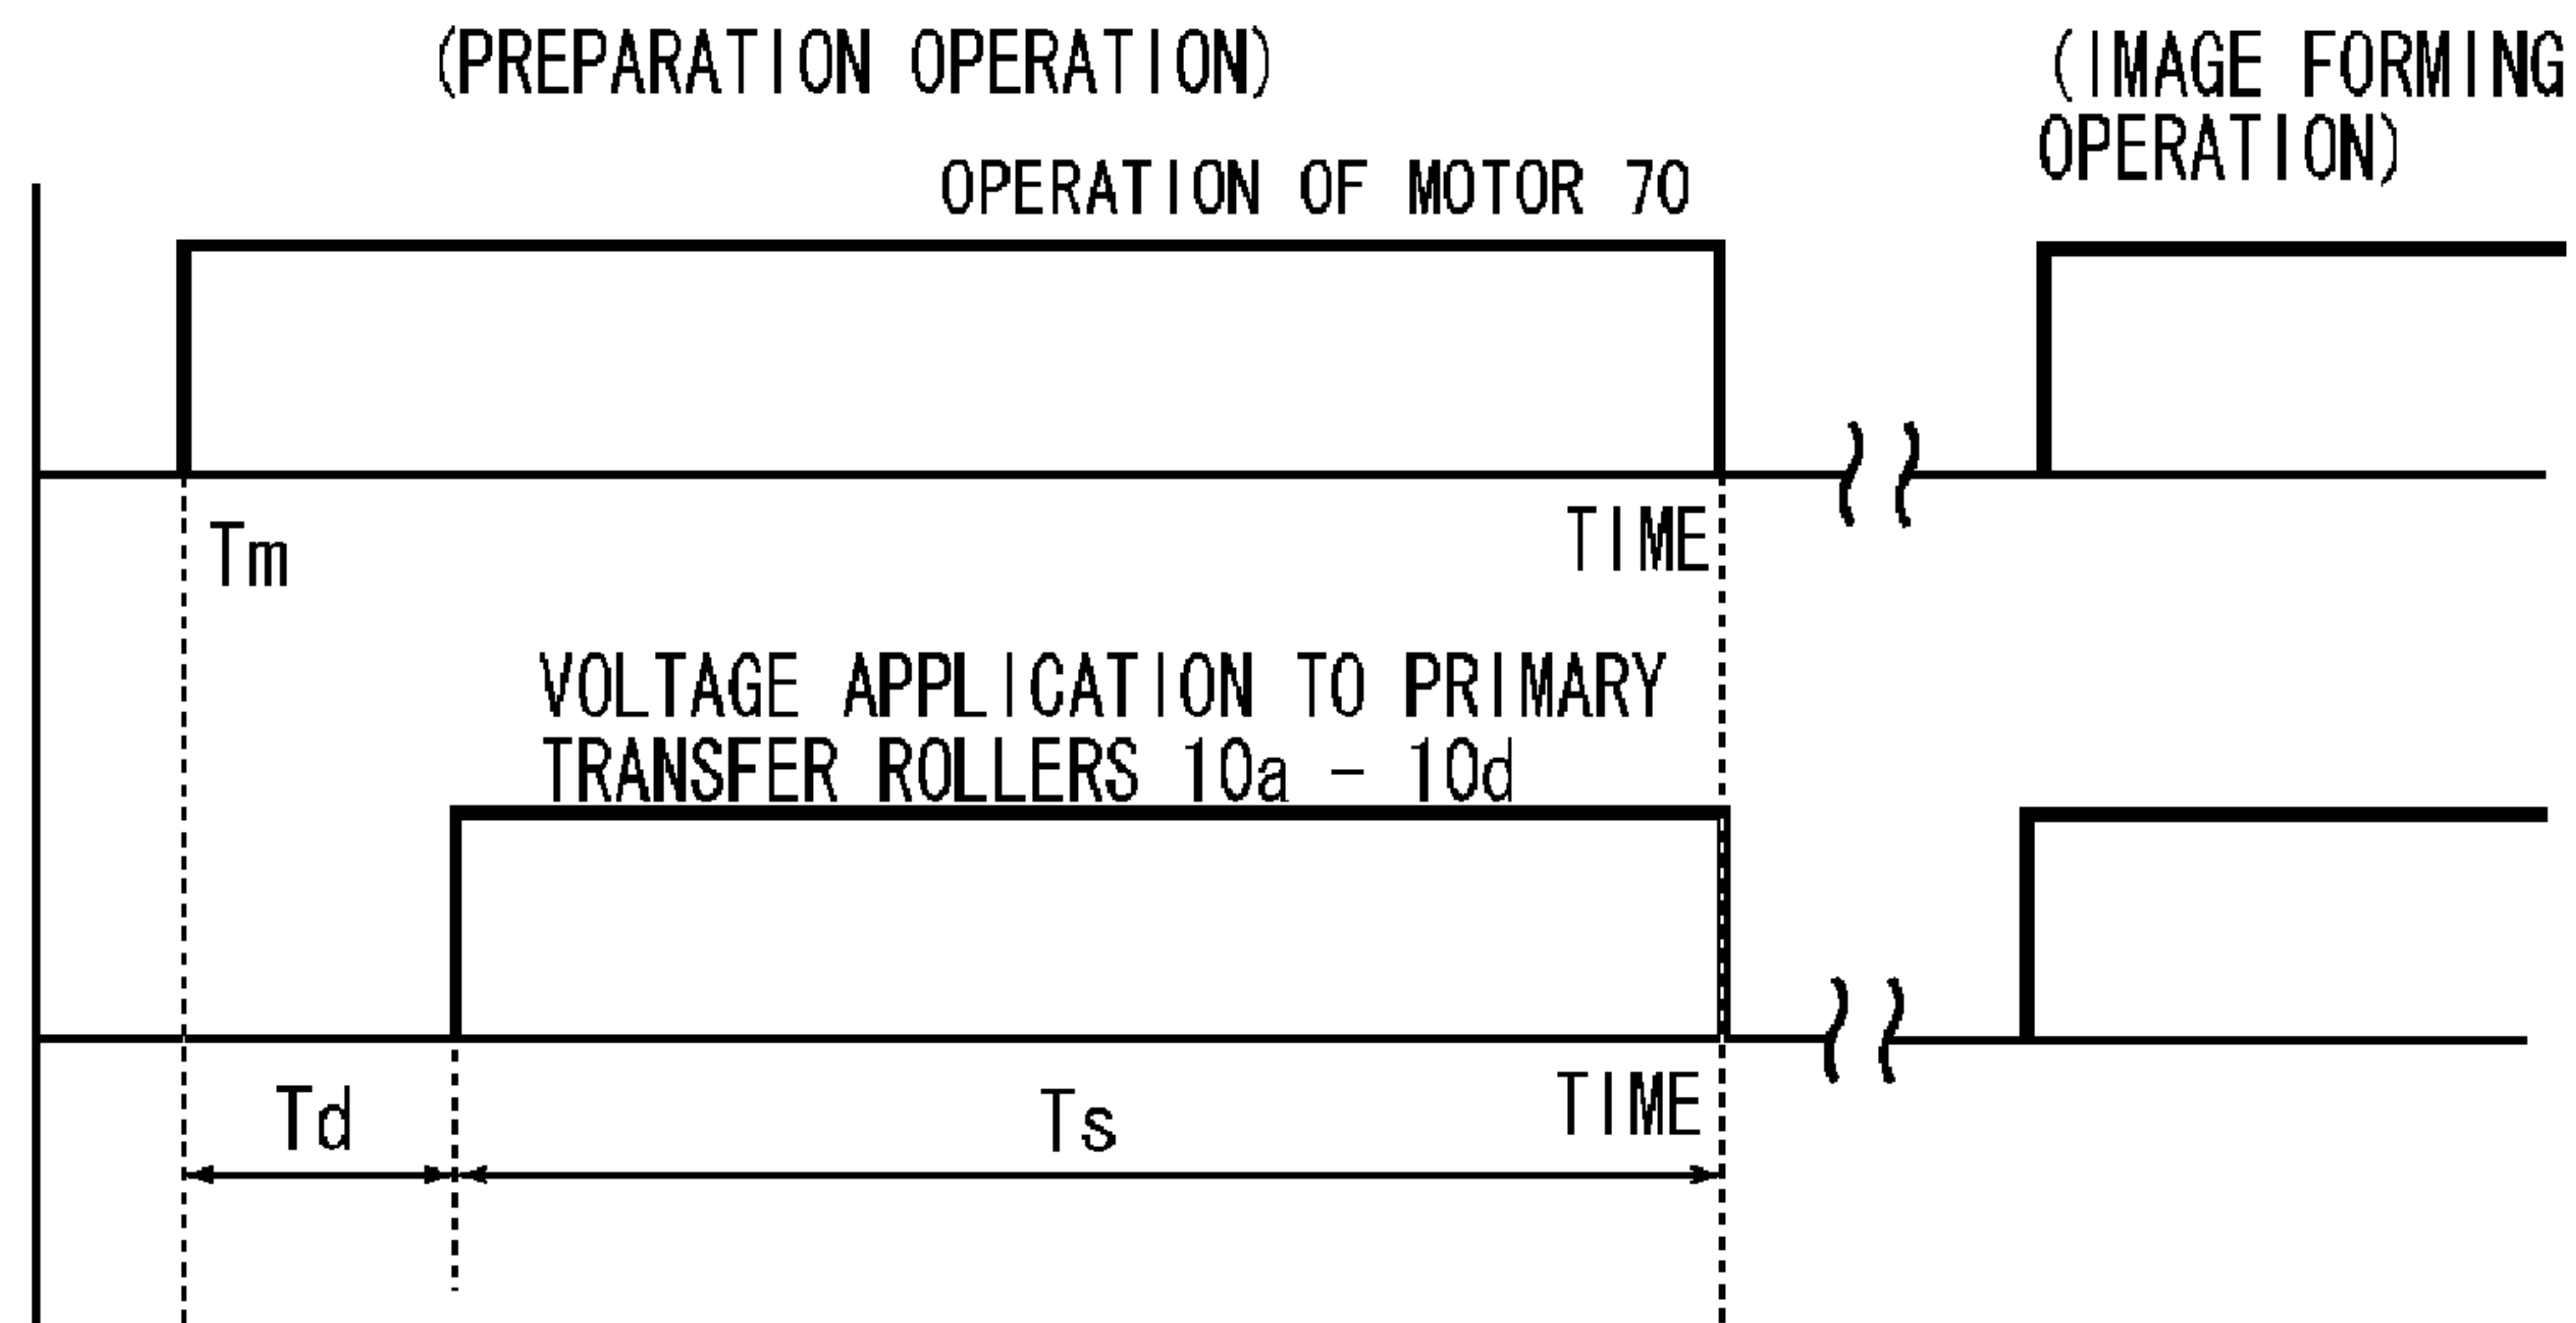 (PREPARATION OPERATION)
(IMAGE FORMING
OPERATION)
OPERATION OF MOTOR 70
Tm
TIME
VOLTAGE APPLICATION TO PRIMARY
TRANSFER ROLLERS 10a - 10d
Td
Ts
TIME